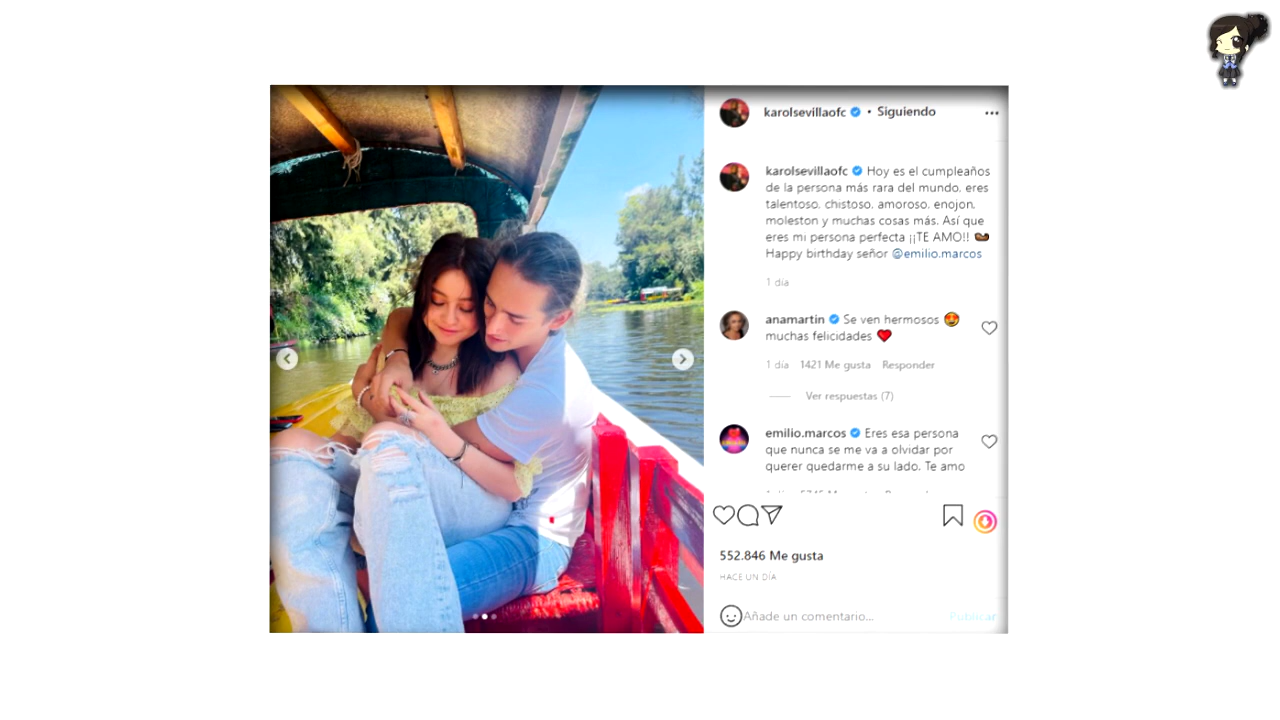 karolsevillaofc • Siguiendo
karolsevillaofc Hoy es el cumpleaños
de la persona más rara del mundo, eres
talentoso, chistoso, amoroso, enojon,
moleston y muchas cosas más. Así que
eres mi persona perfecta ¡¡TE AMO!!
Happy birthday señor @emilio.marcos
1 día
anamartin Se ven hermosos 😍
muchas felicidades ❤️
1 día 1421 Me gusta Responder
Ver respuestas (7)
emilio.marcos Eres esa persona
que nunca se me va a olvidar por
querer quedarme a su lado. Te amo
552.846 Me gusta
HACE UN DÍA
Añade un comentario...
Publicar